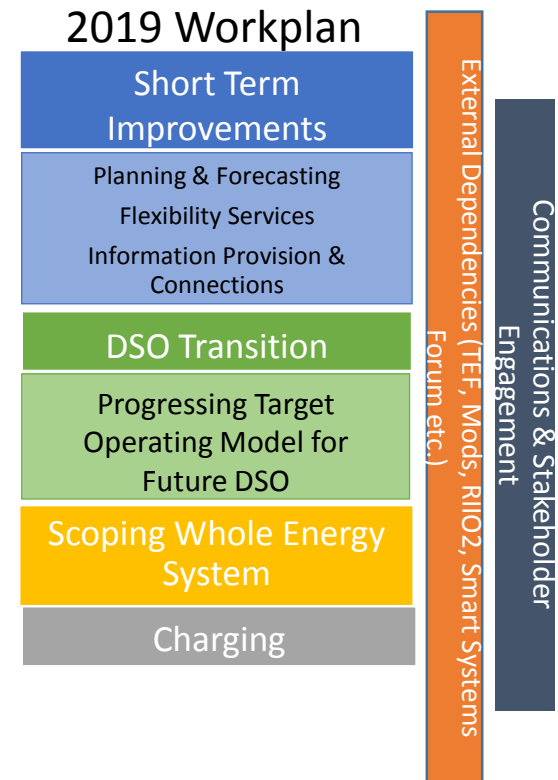 2019 Workplan
Short Term
Improvements
Planning & Forecasting
Flexibility Services
Information Provision &
Connections
DSO Transition
Progressing Target
Operating Model for
Future DSO
Scoping Whole Energy
System
Charging
External Dependencies (TEF, Mods, RIIO2, Smart Systems
Forum etc.)
Communications & Stakeholder
Engagement